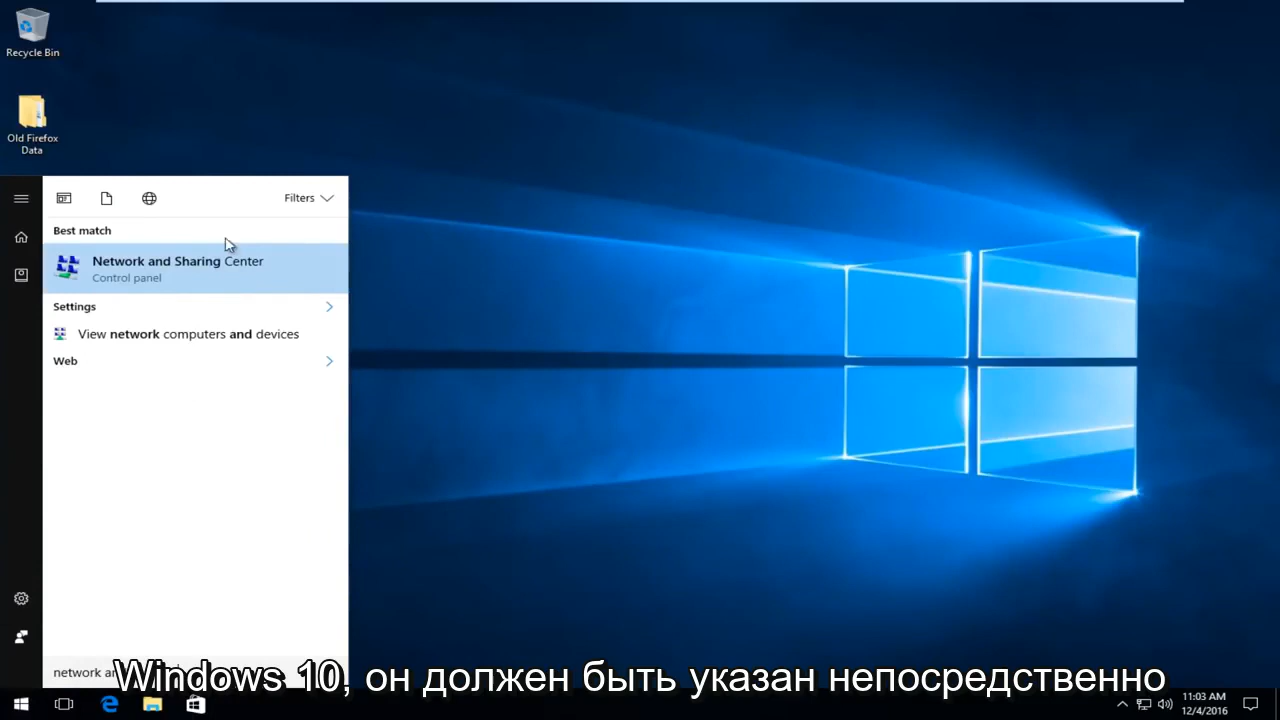 Recycle Bin
Old Firefox
Data
Filters
Best match
Network and Sharing Center
Control panel
Settings
View network computers and devices
Web
network
Windows 10, он должен быть указан непосредственно
11:03 AM
12/4/2016